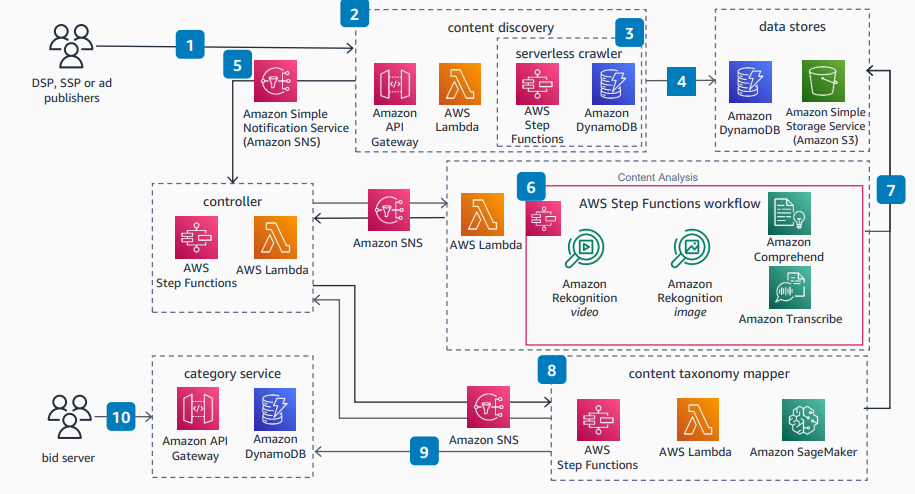 2
content discovery
3
data stores
1
serverless crawler
5
4
DSP, SSP or ad
publishers
Amazon Simple
Notification Service
(Amazon SNS)
Amazon
API
Gateway
AWS
Lambda
AWS
Step
Functions
Amazon
DynamoDB
Amazon
DynamoDB
Amazon Simple
Storage Service
(Amazon S3)
Content Analysis
6
7
controller
AWS Step Functions workflow
Amazon SNS
AWS Lambda
Amazon
Comprehend
AWS
Step Functions
AWS Lambda
Amazon
Rekognition
video
Amazon
Rekognition
image
Amazon Transcribe
8
category service
content taxonomy mapper
10
Amazon API
Gateway
Amazon
DynamoDB
Amazon SNS
9
bid server
AWS
Step Functions
AWS Lambda
Amazon SageMaker